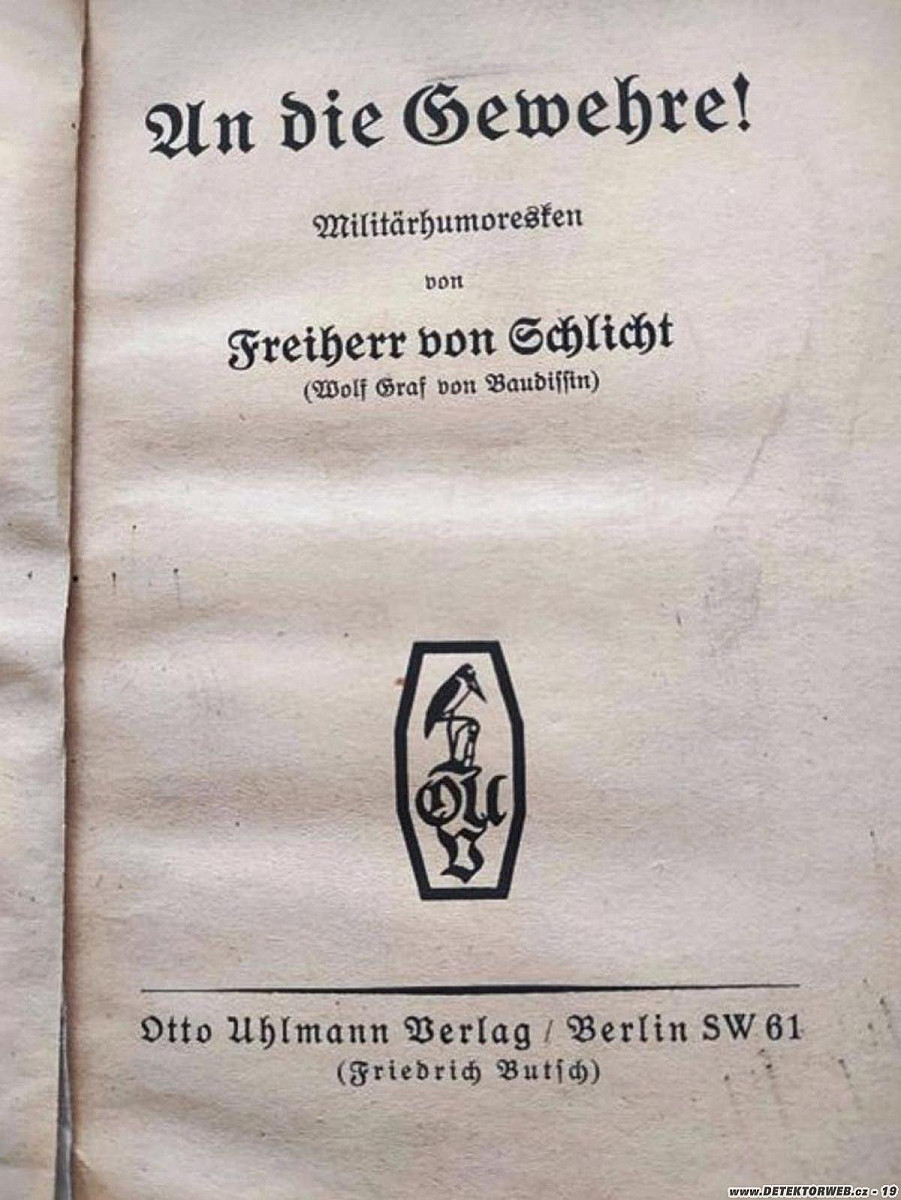 An die Gewehre!
Militärhumoresken
von
Freiherr von Schlicht
(Wolf Graf von Baudissin)
OU
V
Otto Uhlmann Verlag / Berlin SW 61
(Friedrich Butsch)
www.DETEKTORWEB.cz - 19